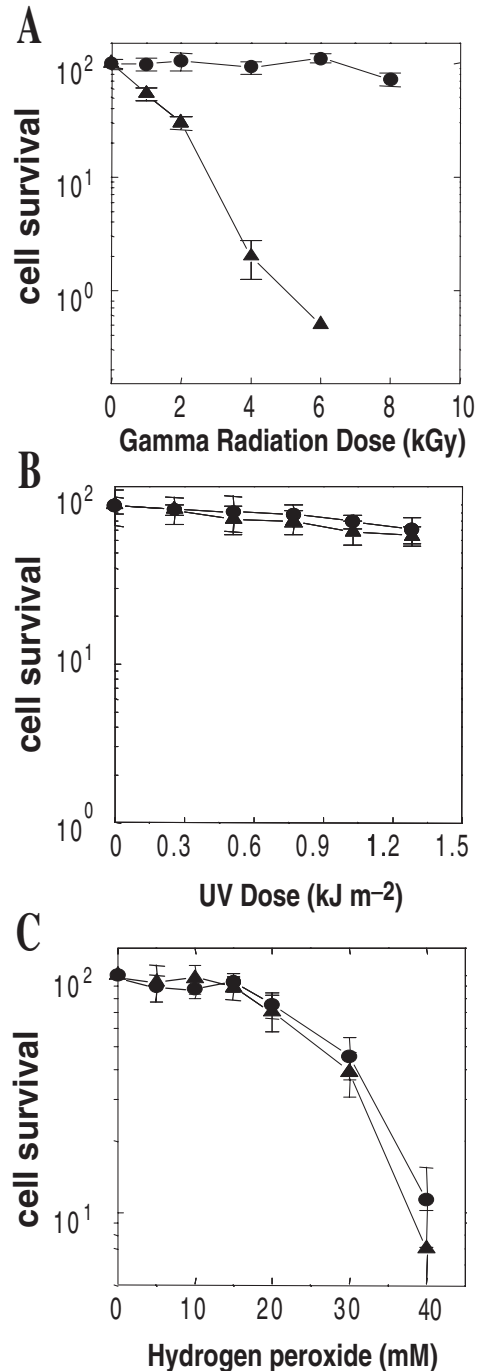 A
cell survival
10²
10¹
10⁰
0 2 4 6 8 10
Gamma Radiation Dose (kGy)
B
cell survival
10²
10¹
10⁰
0 0.3 0.6 0.9 1.2 1.5
UV Dose (kJ m⁻²)
C
cell survival
10²
10¹
0 10 20 30 40
Hydrogen peroxide (mM)